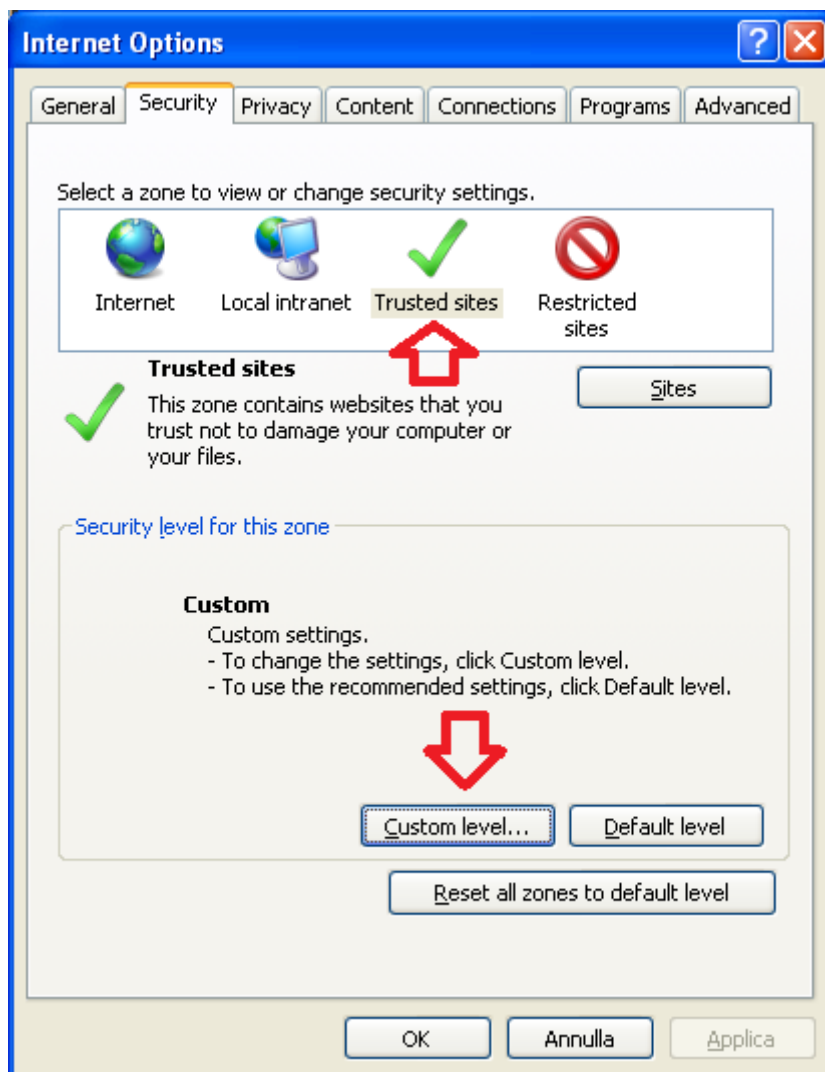 Internet Options
General Security Privacy Content Connections Programs Advanced
Select a zone to view or change security settings.
Internet Local intranet Trusted sites Restricted
sites
Trusted sites
Sites
This zone contains websites that you
trust not to damage your computer or
your files.
Security level for this zone
Custom
Custom settings.
- To change the settings, click Custom level.
- To use the recommended settings, click Default level.
Custom level... Default level
Reset all zones to default level
OK Annulla Applica